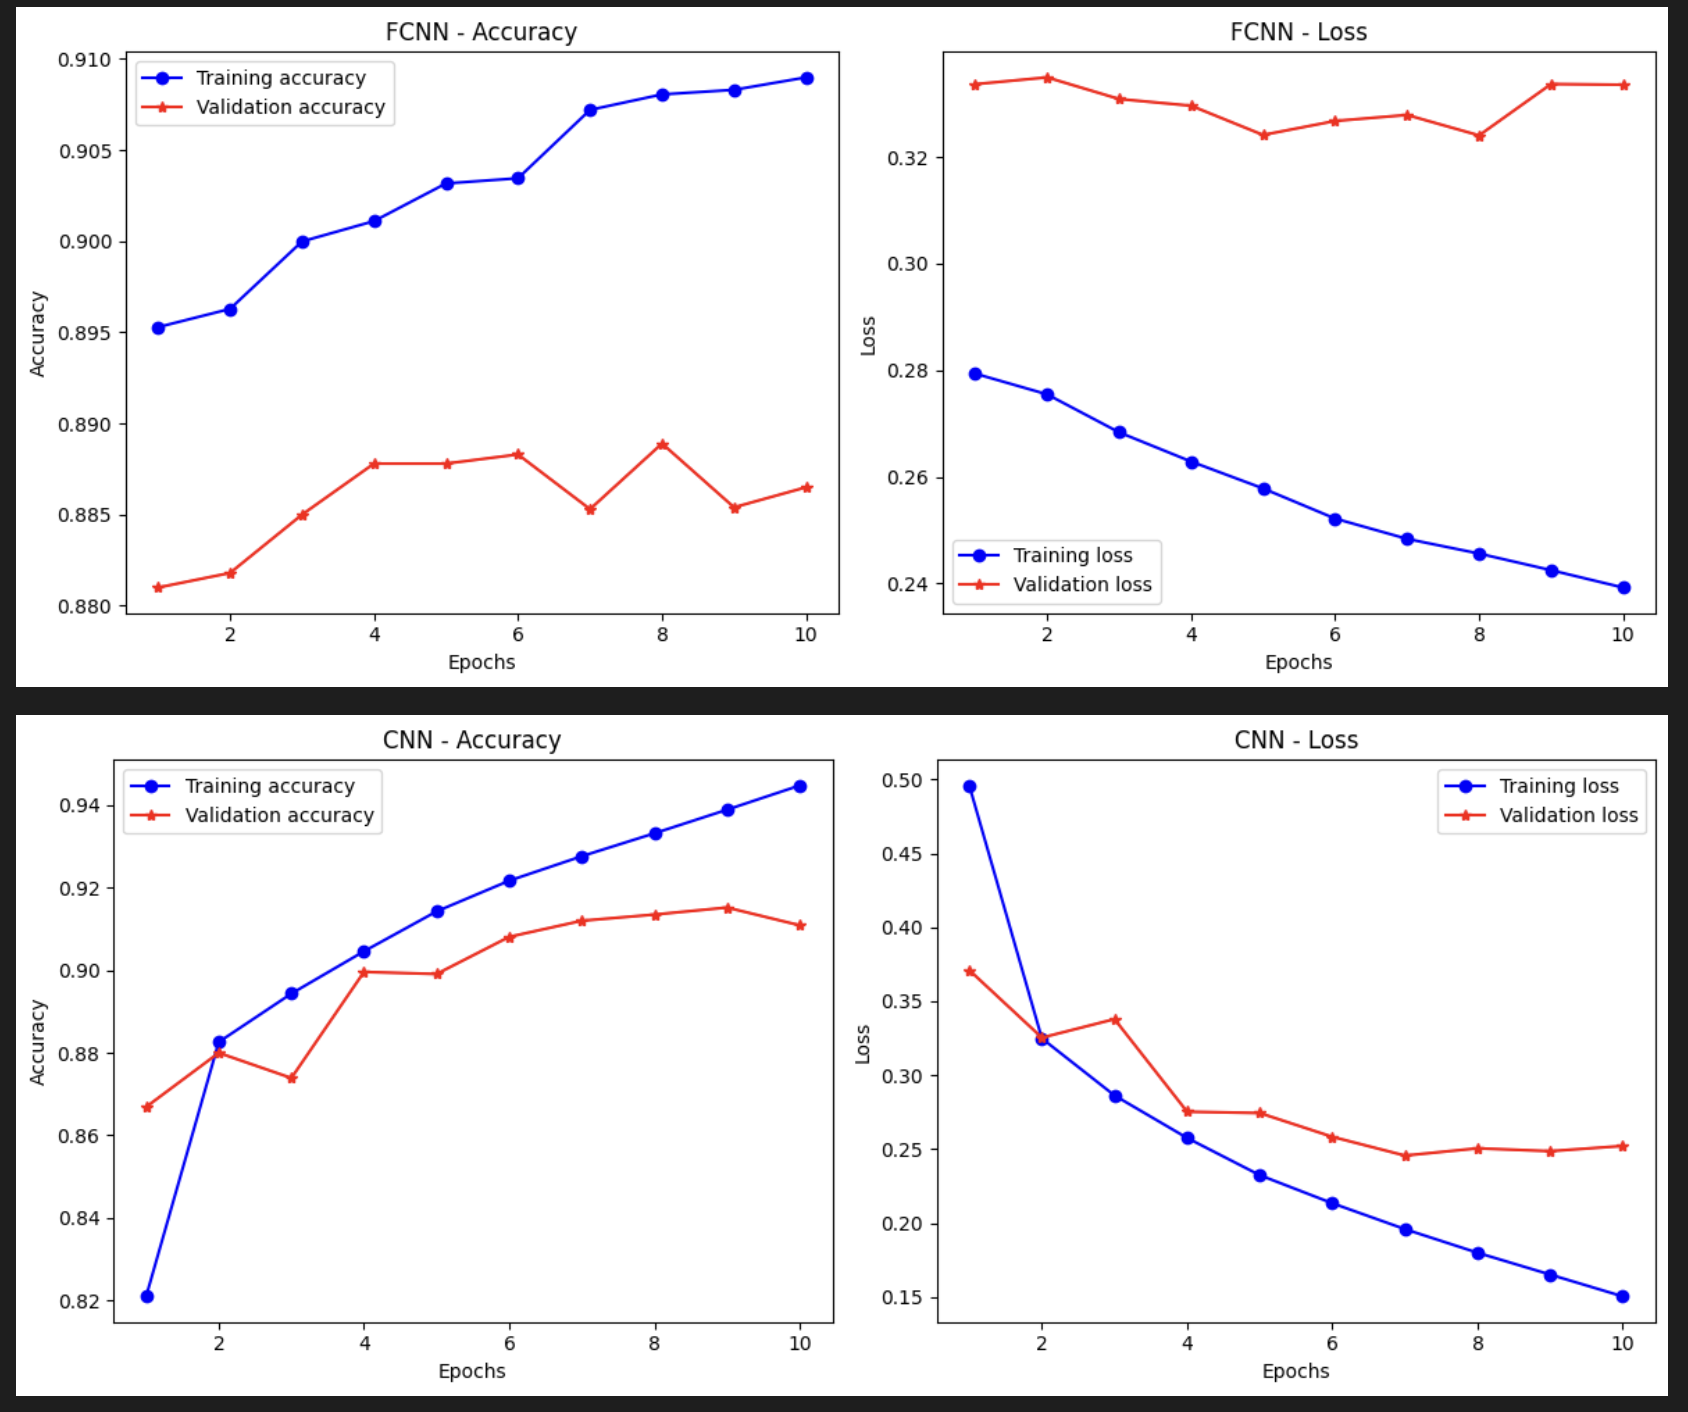 FCNN - Accuracy
Training accuracy
Validation accuracy
0.910
0.905
0.900
0.895
0.890
0.885
0.880
Accuracy
2 4 6 8 10
Epochs
FCNN - Loss
0.32
0.30
0.28
0.26
0.24
Loss
Training loss
Validation loss
2 4 6 8 10
Epochs
CNN - Accuracy
Training accuracy
Validation accuracy
0.94
0.92
0.90
0.88
0.86
0.84
0.82
Accuracy
2 4 6 8 10
Epochs
CNN - Loss
Training loss
Validation loss
0.50
0.45
0.40
0.35
0.30
0.25
0.20
0.15
Loss
2 4 6 8 10
Epochs